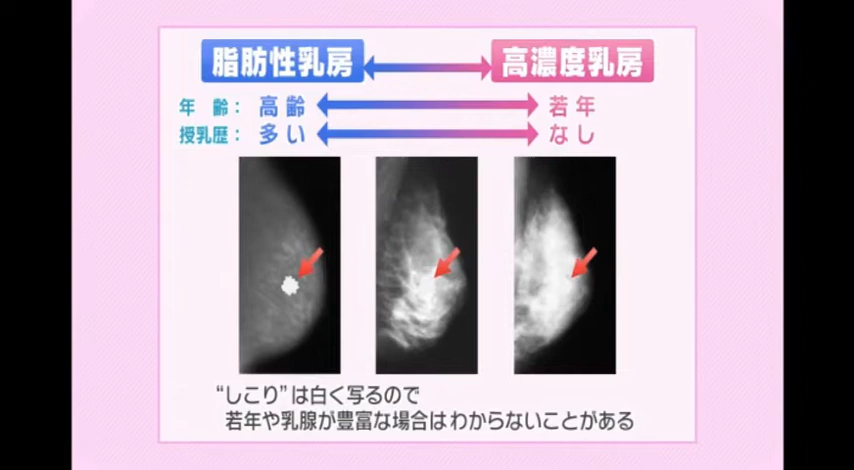 脂肪性乳房 高濃度乳房
年 齢： 高 齢 若 年
授乳歴： 多 い な し
“しこり”は白く写るので
若年や乳腺が豊富な場合はわからないことがある